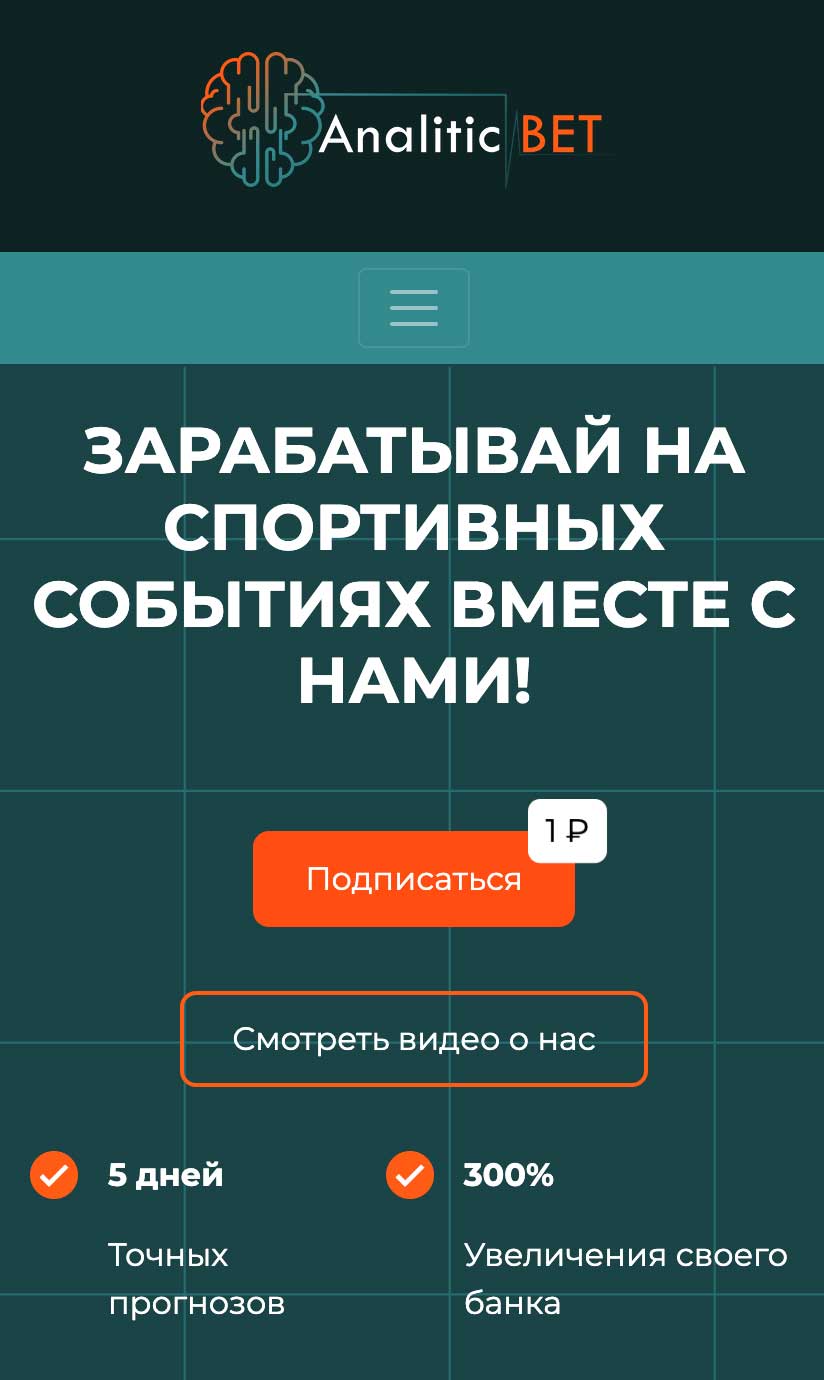 Analitic BET
ЗАРАБАТЫВАЙ НА
СПОРТИВНЫХ
СОБЫТИЯХ ВМЕСТЕ С
НАМИ!
1 ₽
Подписаться
Смотреть видео о нас
5 дней
Точных
прогнозов
300%
Увеличения своего
банка